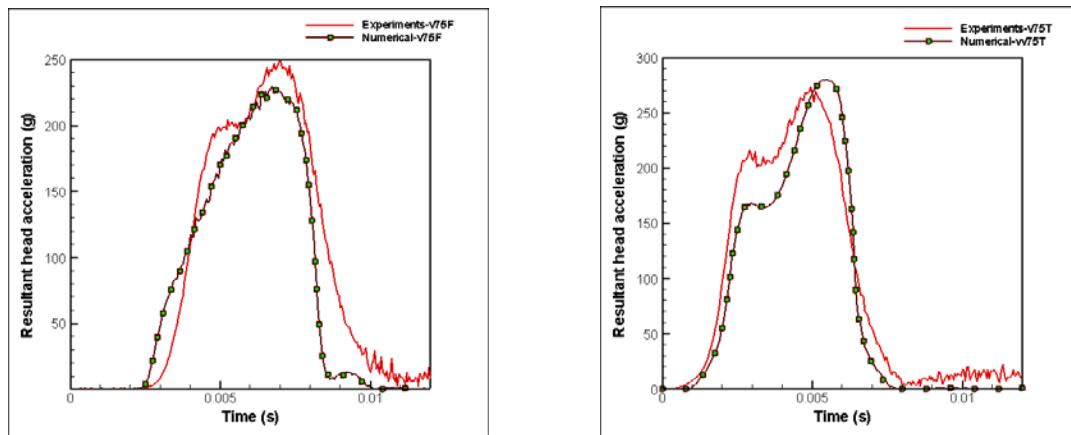 Experiments-v75F
Numerical-v75F
250
200
150
100
50
0
0
0.005
0.01
Resultant head acceleration (g)
Time (s)
Experiments-v75T
Numerical-vv75T
300
250
200
150
100
50
0
0
0.005
0.01
Resultant head acceleration (g)
Time (s)